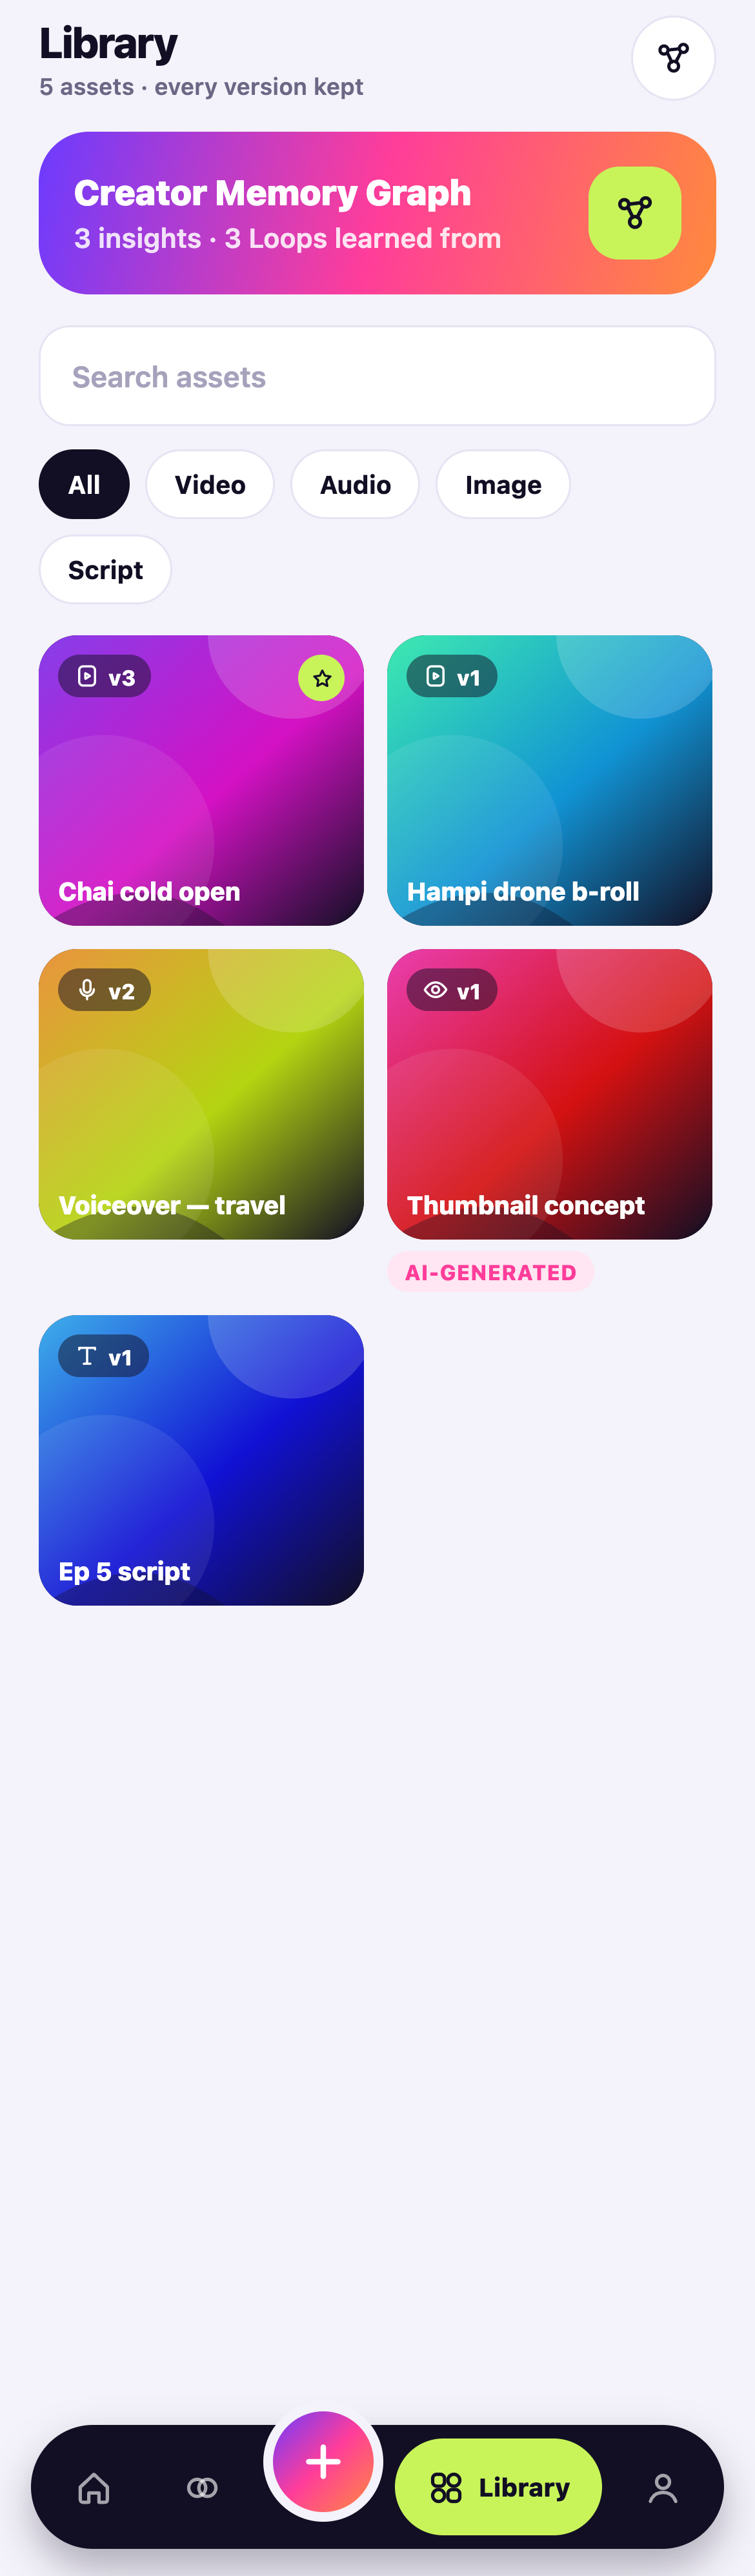 Library
5 assets · every version kept
Creator Memory Graph
3 insights · 3 Loops learned from
Search assets
All Video Audio Image
Script
v3
v1
Chai cold open
Hampi drone b-roll
v2
v1
Voiceover — travel
Thumbnail concept
AI-GENERATED
v1
Ep 5 script
Library